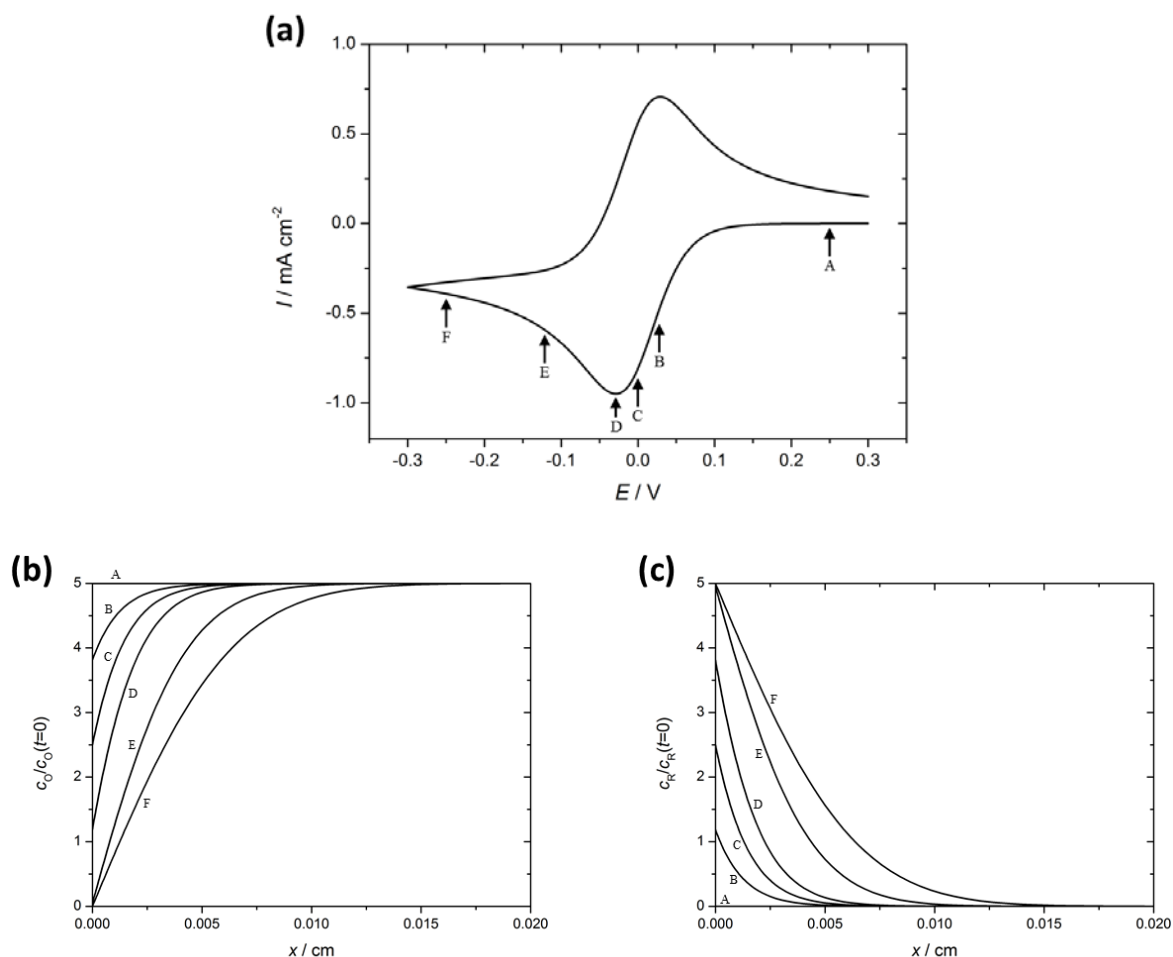 (a)
1.0
0.5
0.0
-0.5
-1.0
I / mA cm-2
A
B
C
D
E
F
-0.3 -0.2 -0.1 0.0 0.1 0.2 0.3
E / V
(b)
5
4
3
2
1
0
cO/cO(t=0)
A
B
C
D
E
F
0.000 0.005 0.010 0.015 0.020
x / cm
(c)
5
4
3
2
1
0
cR/cR(t=0)
F
E
D
C
B
A
0.000 0.005 0.010 0.015 0.020
x / cm